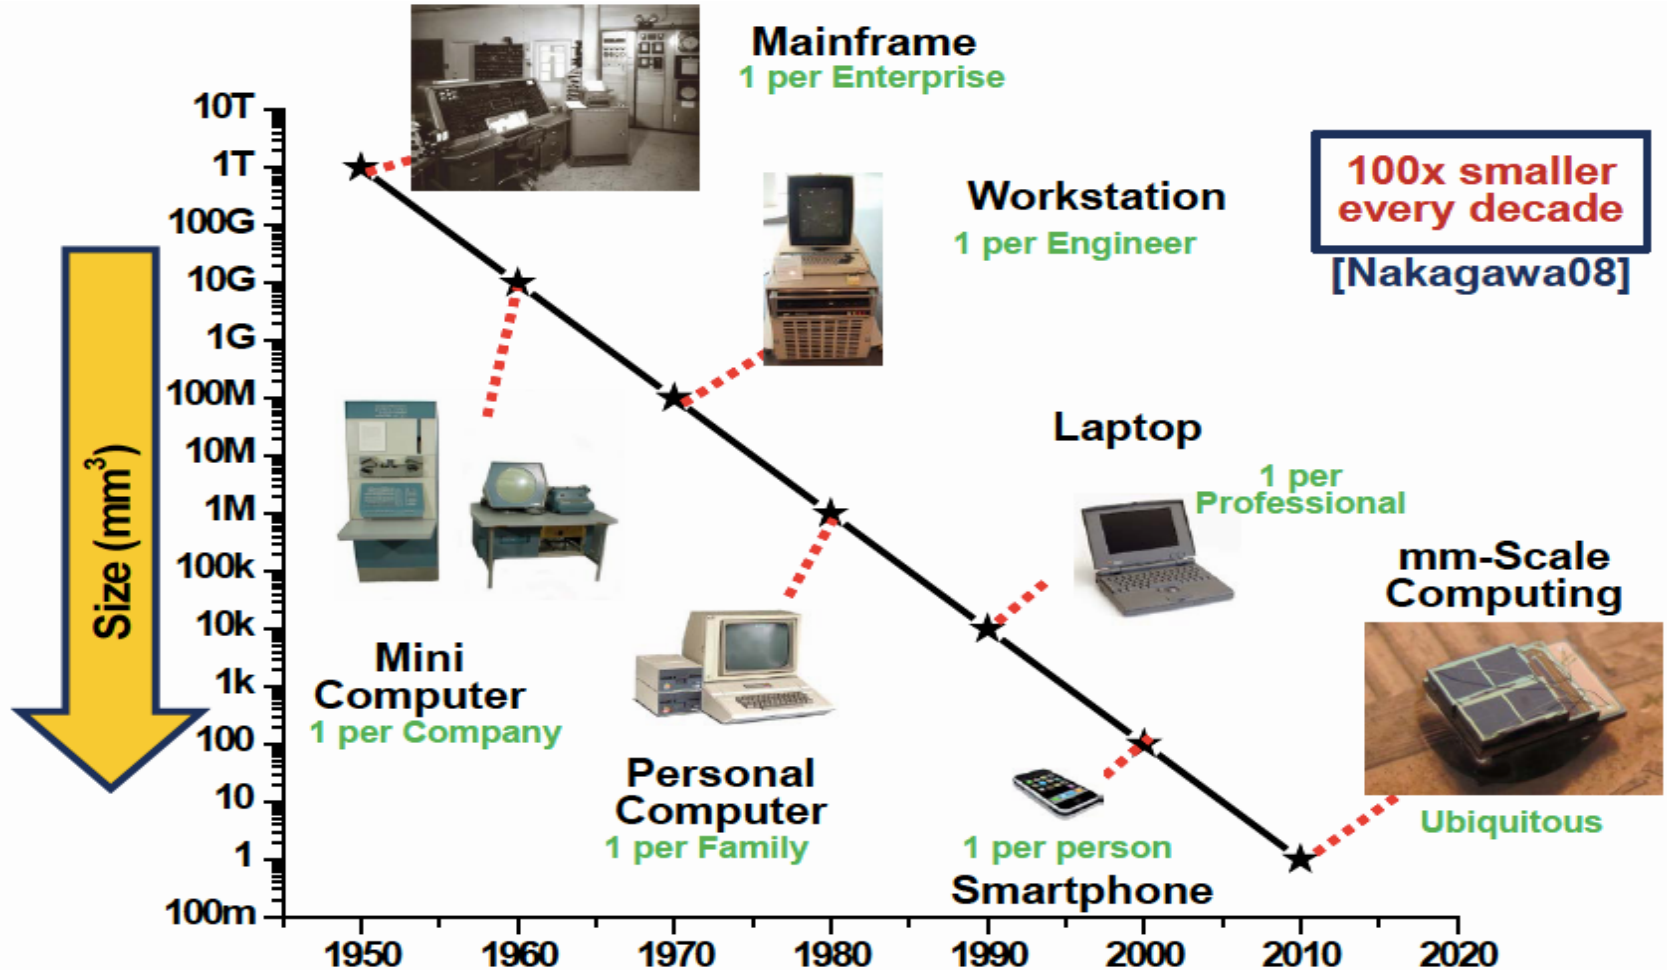 Mainframe
1 per Enterprise
10T
1T
100G
10G
1G
100M
10M
1M
100k
10k
1k
100
10
1
100m
Size (mm³)
Workstation
1 per Engineer
100x smaller
every decade
[Nakagawa08]
Laptop
1 per
Professional
mm-Scale
Computing
Ubiquitous
Mini
Computer
1 per Company
Personal
Computer
1 per Family
1 per person
Smartphone
1950 1960 1970 1980 1990 2000 2010 2020